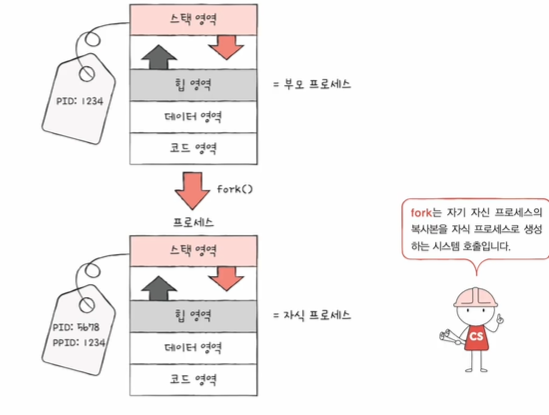 스택 영역
힙 영역
데이터 영역
코드 영역
PID: 1234
= 부모 프로세스
fork()
프로세스
스택 영역
힙 영역
데이터 영역
코드 영역
PID: 5678
PPID: 1234
= 자식 프로세스
fork는 자기 자신 프로세스의
복사본을 자식 프로세스로 생성
하는 시스템 호출입니다.
CS